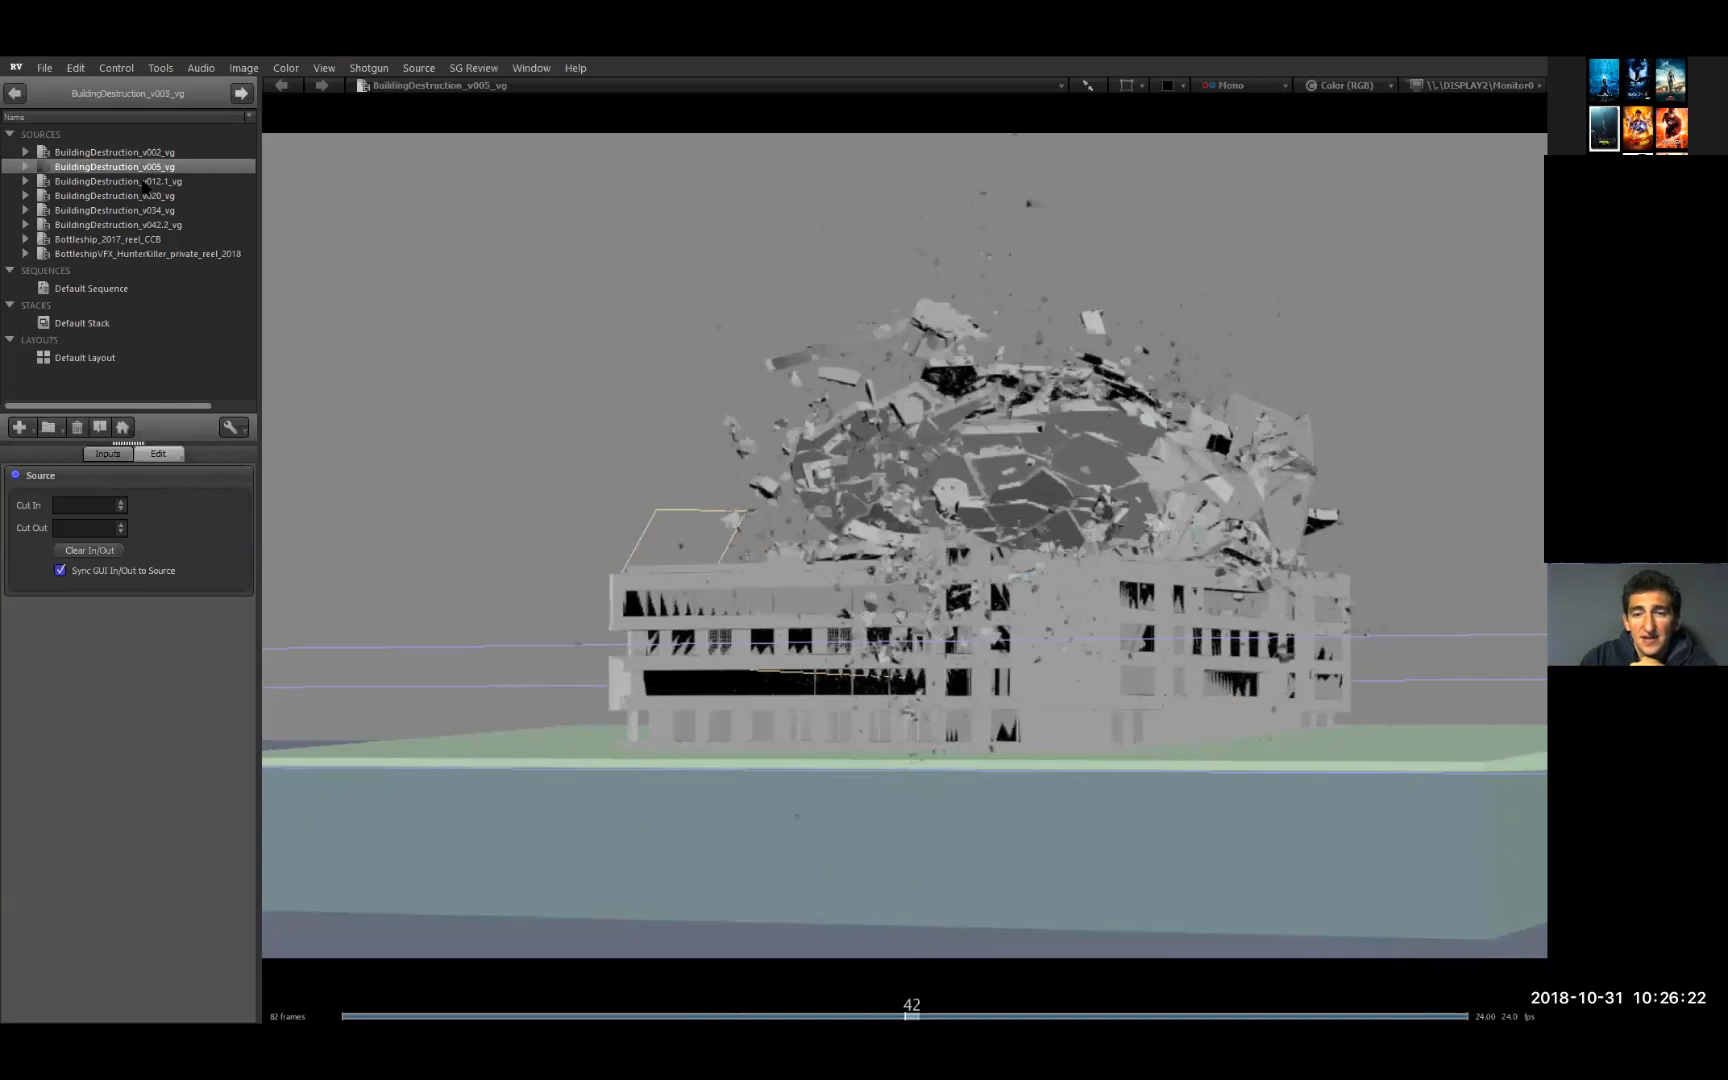 RV File Edit Control Tools Audio Image Color View Shotgun Source SG Review Window Help
BuildingDestruction_v005_vg
BuildingDestruction_v005_vg Mono Color (RGB) \\.\DISPLAY2\Monitor0
Name
SOURCES
BuildingDestruction_v002_vg
BuildingDestruction_v005_vg
BuildingDestruction_v012.1_vg
BuildingDestruction_v020_vg
BuildingDestruction_v034_vg
BuildingDestruction_v042.2_vg
Bottleship_2017_reel_CCB
BottleshipVFX_HunterKiller_private_reel_2018
SEQUENCES
Default Sequence
STACKS
Default Stack
LAYOUTS
Default Layout
Inputs Edit
Source
Cut In
Cut Out
Clear In/Out
Sync GUI In/Out to Source
42
2018-10-31 10:26:22
82 frames
24.00 24.0 fps